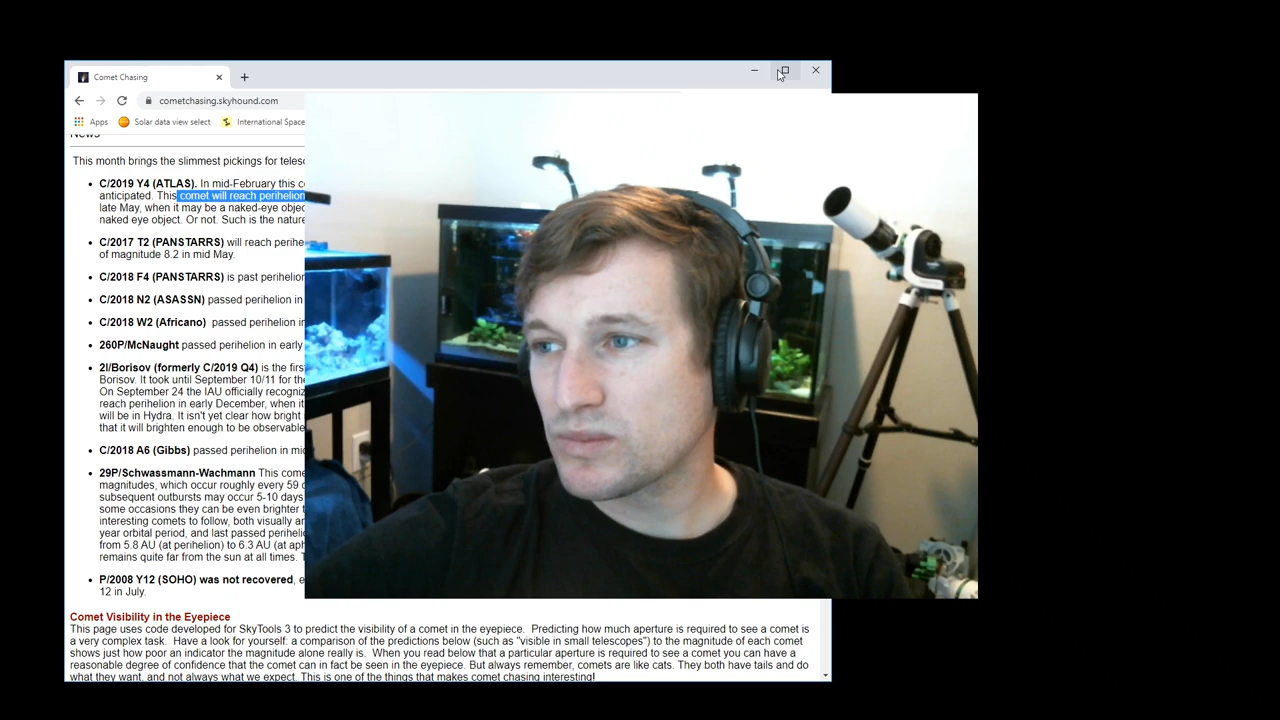 Comet Chasing
cometchasing.skyhound.com
Apps Solar data view select International Space
News
This month brings the slimmest pickings for
C/2019 Y4 (ATLAS). In mid-February this
anticipated. This comet will reach perihelion
late May, when it may be a naked-eye
naked eye object. Or not. Such is the nature
C/2017 T2 (PANSTARRS) will reach
of magnitude 8.2 in mid May.
C/2018 F4 (PANSTARRS) is past perihelion
C/2018 N2 (ASASSN) passed perihelion in
C/2018 W2 (Africano) passed perihelion in
260P/McNaught passed perihelion in early
2I/Borisov (formerly C/2019 Q4) is the
Borisov. It took until September 10/11 for the
On September 24 the IAU officially
reach perihelion in early December, when it
will be in Hydra. It isn't yet clear how bright
that it will brighten enough to be observable
C/2018 A6 (Gibbs) passed perihelion in
29P/Schwassmann-Wachmann This
magnitudes, which occur roughly every 59
subsequent outbursts may occur 5-10 days
some occasions they can be even brighter
interesting comets to follow, both visually
year orbital period, and last passed
from 5.8 AU (at perihelion) to 6.3 AU (at
remains quite far from the sun at all times.
P/2008 Y12 (SOHO) was not recovered,
12 in July.
Comet Visibility in the Eyepiece
This page uses code developed for SkyTools 3 to predict the visibility of a comet in the eyepiece. Predicting how much aperture is required to see a comet is
a very complex task. Have a look for yourself: a comparison of the predictions below (such as "visible in small telescopes") to the magnitude of each comet
shows just how poor an indicator the magnitude alone really is. When you read below that a particular aperture is required to see a comet you can have a
reasonable degree of confidence that the comet can in fact be seen in the eyepiece. But always remember, comets are like cats. They both have tails and do
what they want, and not always what we expect. This is one of the things that makes comet chasing interesting!